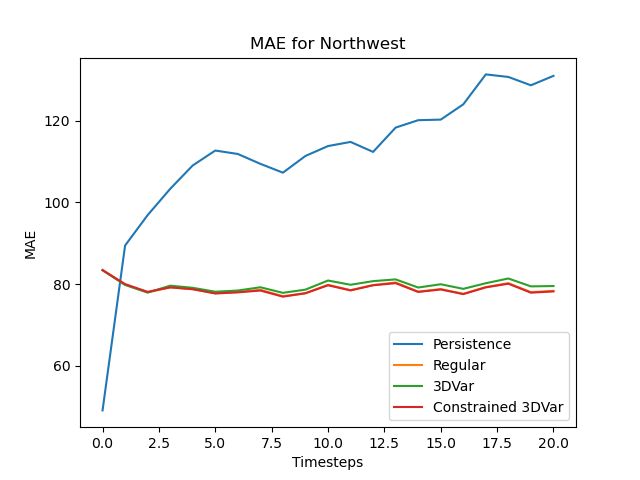 MAE for Northwest
MAE
120
100
80
60
Persistence
Regular
3DVar
Constrained 3DVar
0.0 2.5 5.0 7.5 10.0 12.5 15.0 17.5 20.0
Timesteps